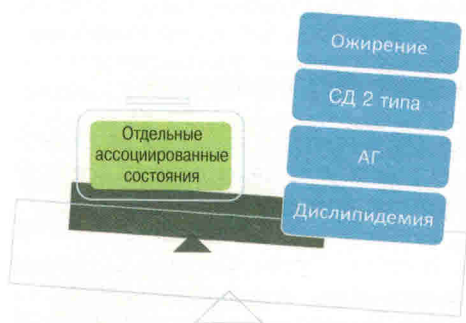 Ожирение
СД 2 типа
Отдельные
ассоциированные
состояния
АГ
Дислипидемия